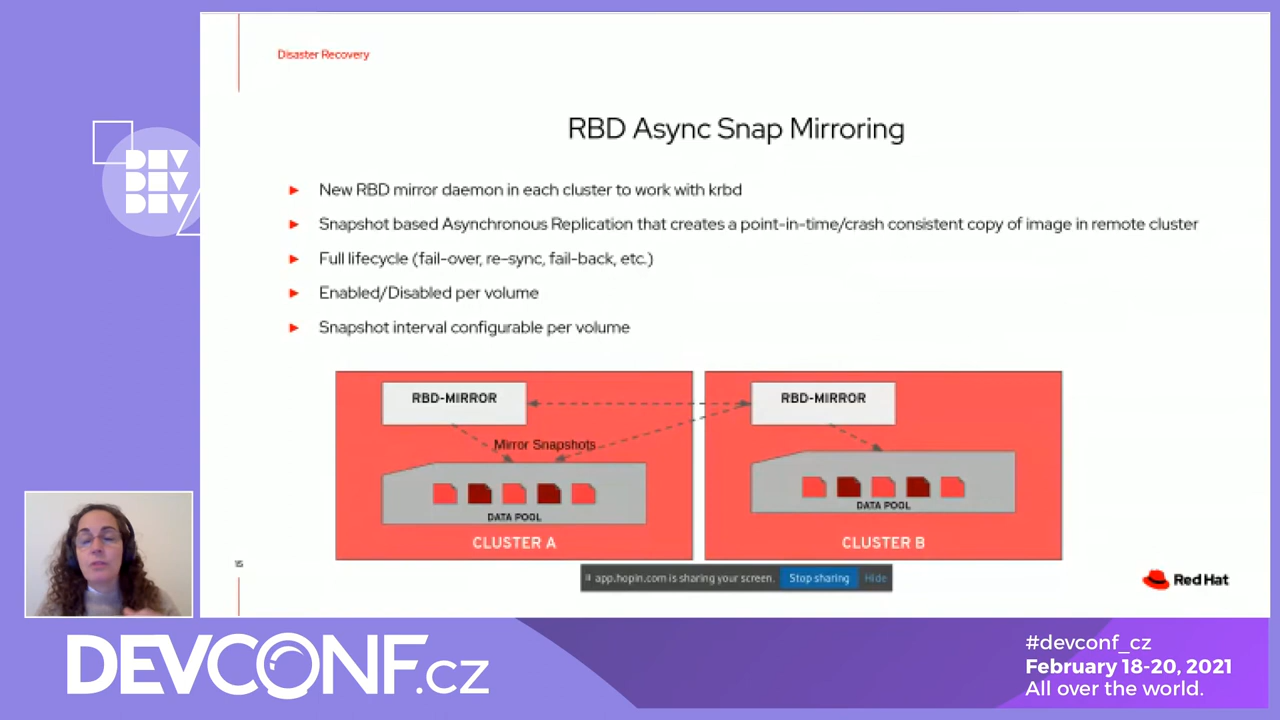 Disaster Recovery
RBD Async Snap Mirroring
► New RBD mirror daemon in each cluster to work with krbd
► Snapshot based Asynchronous Replication that creates a point-in-time/crash consistent copy of image in remote cluster
► Full lifecycle (fail-over, re-sync, fail-back, etc.)
► Enabled/Disabled per volume
► Snapshot interval configurable per volume
RBD-MIRROR
RBD-MIRROR
Mirror Snapshots
DATA POOL
DATA POOL
CLUSTER A
CLUSTER B
15
app.hopin.com is sharing your screen. Stop sharing Hide
Red Hat
DEV
DEV
DEV
DEVCONF.cz
#devconf_cz
February 18-20, 2021
All over the world.